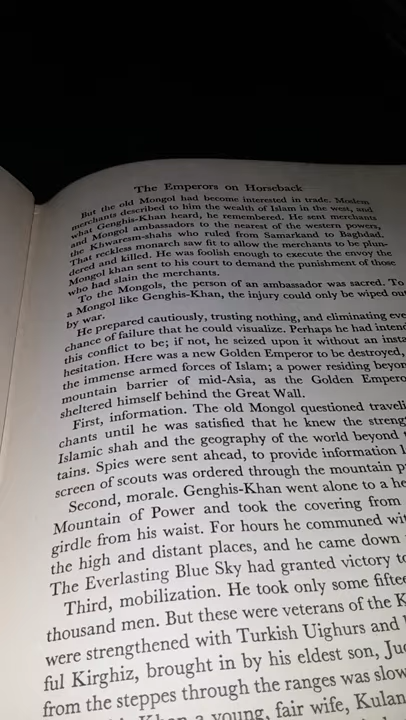 The Emperors on Horseback
But the old Mongol had become interested in trade. Moslem
merchants described to him the wealth of Islam in the west, and
what Genghis-Khan heard, he remembered. He sent merchants
and Mongol ambassadors to the nearest of the western powers,
the Khwaresm-shahs who ruled from Samarkand to Baghdad.
That reckless monarch saw fit to allow the merchants to be plun-
dered and killed. He was foolish enough to execute the envoy the
Mongol khan sent to his court to demand the punishment of those
who had slain the merchants.
To the Mongols, the person of an ambassador was sacred. To
a Mongol like Genghis-Khan, the injury could only be wiped out
by war.
He prepared cautiously, trusting nothing, and eliminating eve
chance of failure that he could visualize. Perhaps he had intend
this conflict to be; if not, he seized upon it without an insta
hesitation. Here was a new Golden Emperor to be destroyed,
the immense armed forces of Islam; a power residing beyon
mountain barrier of mid-Asia, as the Golden Empero
sheltered himself behind the Great Wall.
First, information. The old Mongol questioned traveli
chants until he was satisfied that he knew the streng
Islamic shah and the geography of the world beyond
tains. Spies were sent ahead, to provide information
screen of scouts was ordered through the mountain p
Second, morale. Genghis-Khan went alone to a he
Mountain of Power and took the covering from
girdle from his waist. For hours he communed wit
the high and distant places, and he came down
The Everlasting Blue Sky had granted victory to
Third, mobilization. He took only some fiftee
thousand men. But these were veterans of the K
were strengthened with Turkish Uighurs and
ful Kirghiz, brought in by his eldest son, Juc
from the steppes through the ranges was slow
Khan a young, fair wife, Kulan